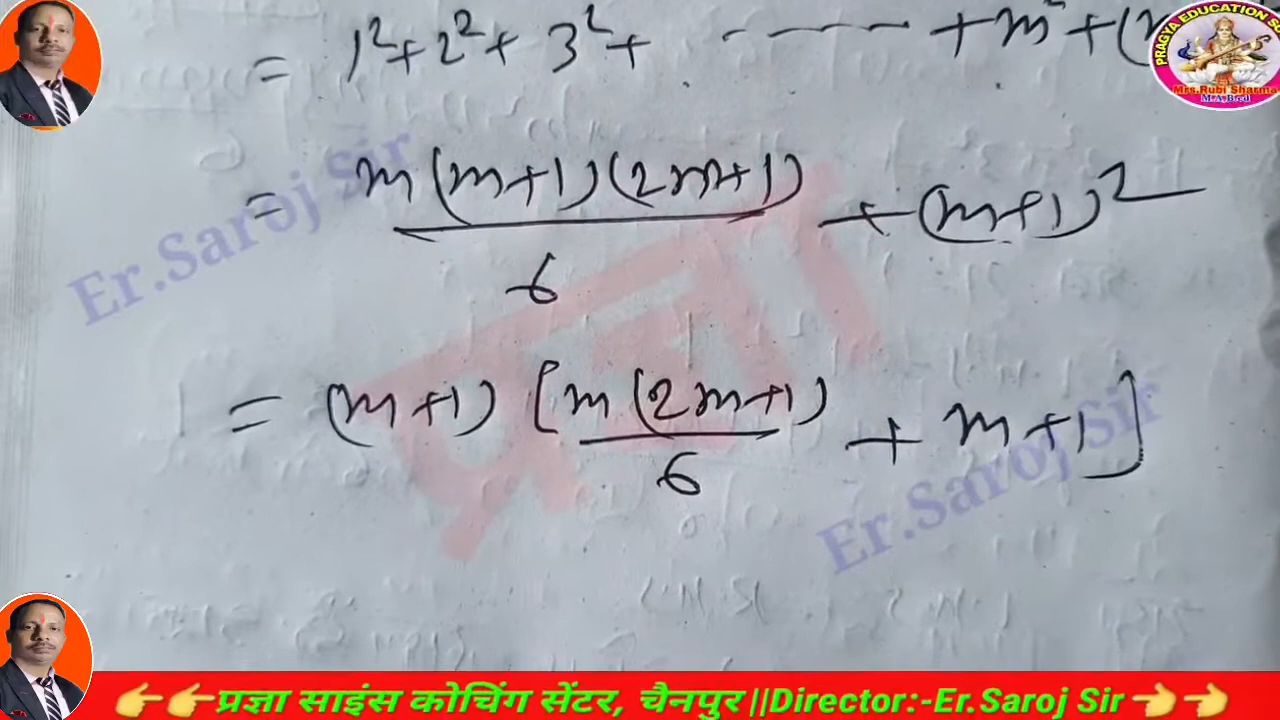 = 1²+2²+ 3²+ ------ +m²+(m
PRAGYA EDUCATION
Mrs.Rubi Sharma
M.A,B.ed
= m(m+1)(2m+1)/6 +(m+1)²
Er.Saroj Sir
= (m+1) [m(2m+1)/6 + m+1]
Er.Saroj Sir
👉👉प्रज्ञा साइंस कोचिंग सेंटर, चैनपुर ||Director:-Er.Saroj Sir 👈👈